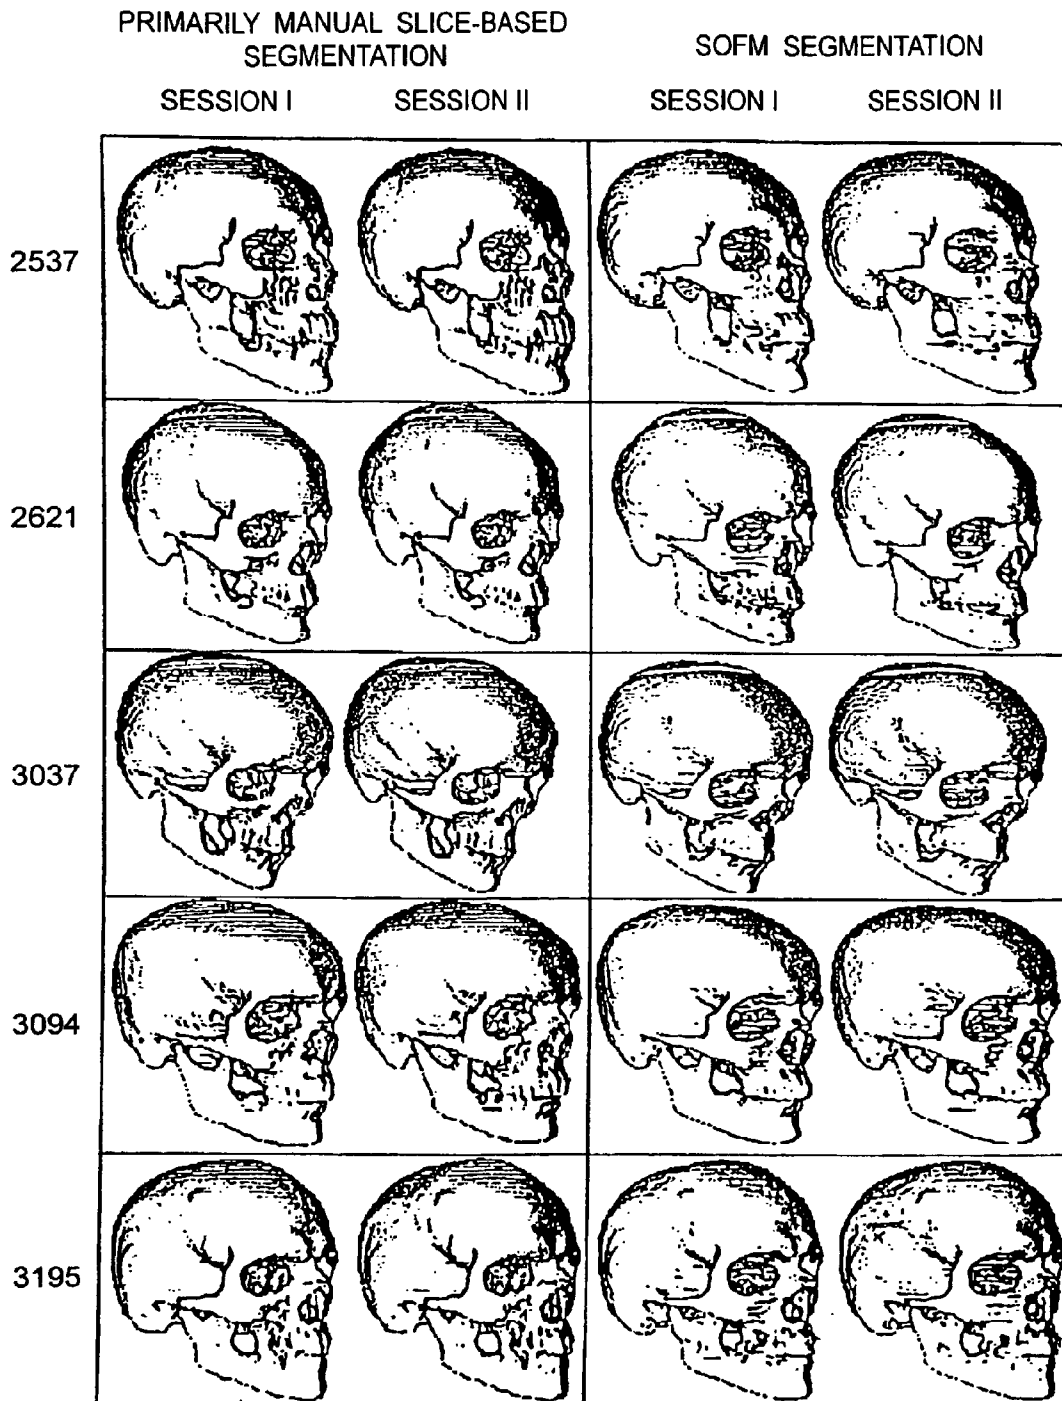 PRIMARILY MANUAL SLICE-BASED
SEGMENTATION
SOFM SEGMENTATION
SESSION I
SESSION II
SESSION I
SESSION II
2537
2621
3037
3094
3195